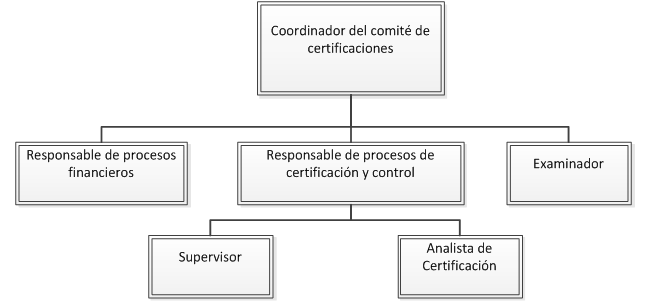 Coordinador del comité de
certificaciones
Responsable de procesos
financieros
Responsable de procesos de
certificación y control
Examinador
Supervisor
Analista de
Certificación